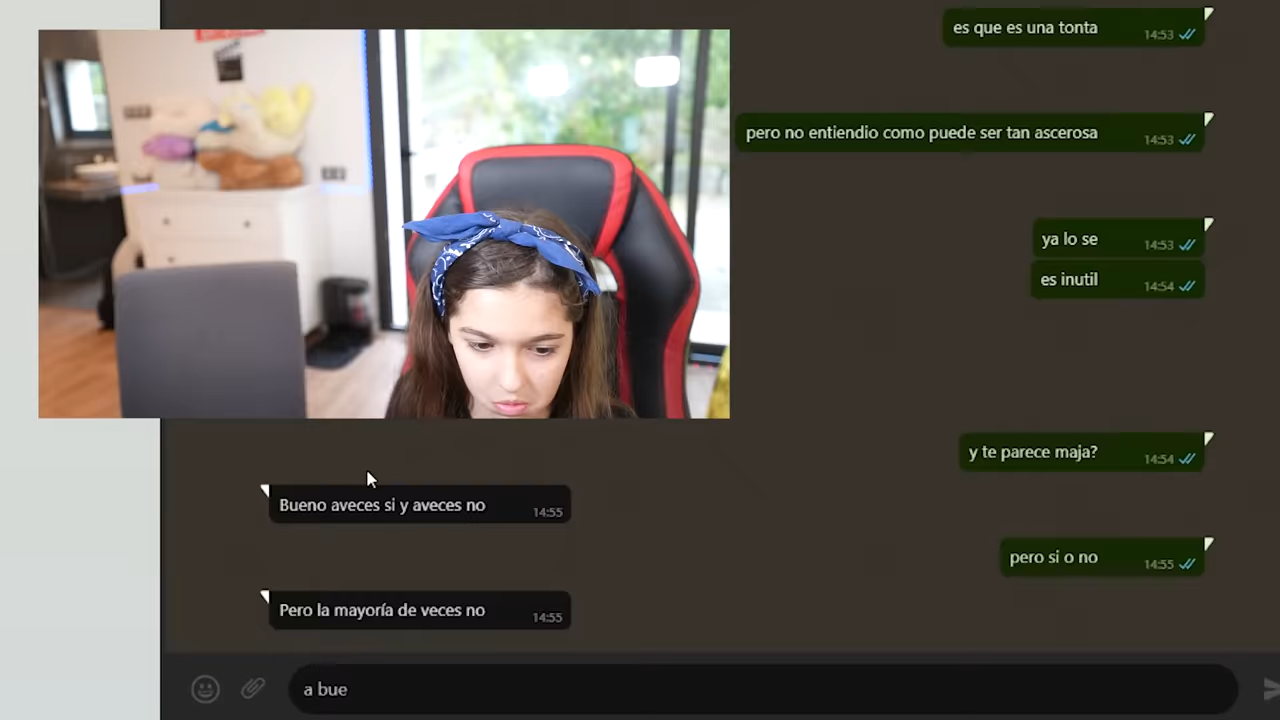 es que es una tonta
14:53
pero no entiendio como puede ser tan ascerosa
14:53
ya lo se
14:53
es inutil
14:54
y te parece maja?
14:54
Bueno aveces si y aveces no
14:55
pero si o no
14:55
Pero la mayoría de veces no
14:55
a bue